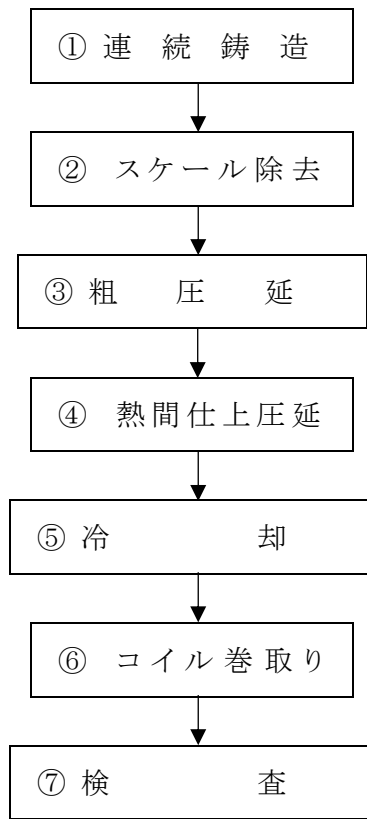 ① 連続鋳造
② スケール除去
③ 粗圧延
④ 熱間仕上圧延
⑤ 冷却
⑥ コイル巻取り
⑦ 検査